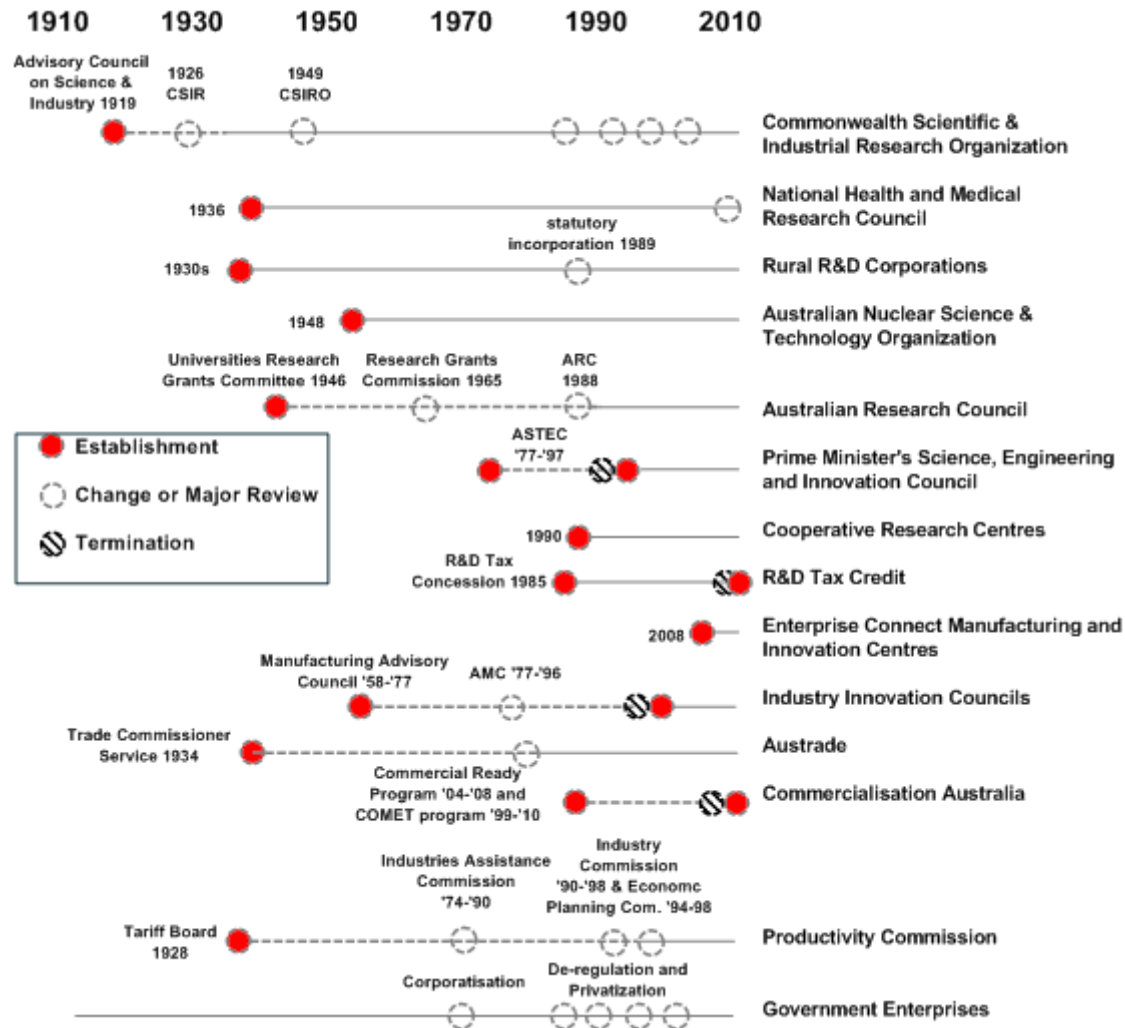 1910 1930 1950 1970 1990 2010
Advisory Council
on Science &
Industry 1919
1926
CSIR
1949
CSIRO
Commonwealth Scientific &
Industrial Research Organization
1936
National Health and Medical
Research Council
statutory
incorporation 1989
1930s
Rural R&D Corporations
1948
Australian Nuclear Science &
Technology Organization
Universities Research
Grants Committee 1946
Research Grants
Commission 1965
ARC
1988
Australian Research Council
Establishment
Change or Major Review
Termination
ASTEC
'77-'97
Prime Minister's Science, Engineering
and Innovation Council
1990
Cooperative Research Centres
R&D Tax
Concession 1985
R&D Tax Credit
2008
Enterprise Connect Manufacturing and
Innovation Centres
Manufacturing Advisory
Council '58-'77
AMC '77-'96
Industry Innovation Councils
Trade Commissioner
Service 1934
Austrade
Commercial Ready
Program '04-'08 and
COMET program '99-'10
Commercialisation Australia
Industries Assistance
Commission
'74-'90
Industry
Commission
'90-'98 & Economc
Planning Com. '94-98
Tariff Board
1928
Productivity Commission
Corporatisation
De-regulation and
Privatization
Government Enterprises